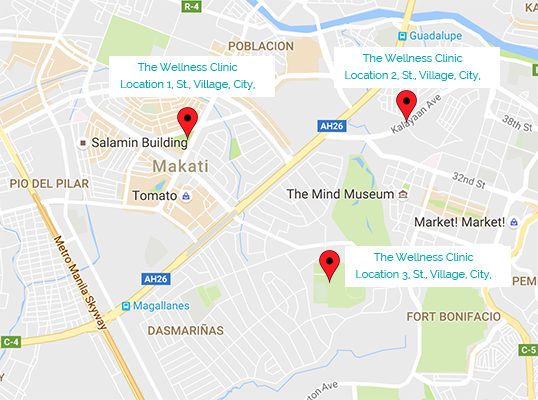 R-4
Guadalupe
POBLACION
The Wellness Clinic
Location 1, St., Village, City,
The Wellness Clinic
Location 2, St., Village, City,
Kalayaan Ave
38th St
AH26
Salamin Building
Makati
32nd St
PIO DEL PILAR
Tomato
The Mind Museum
Market! Market!
Metro Manila Skyway
The Wellness Clinic
Location 3, St., Village, City,
AH26
PEM
Magallanes
FORT BONIFACIO
DASMARIÑAS
C-4
C-5
ton Ave